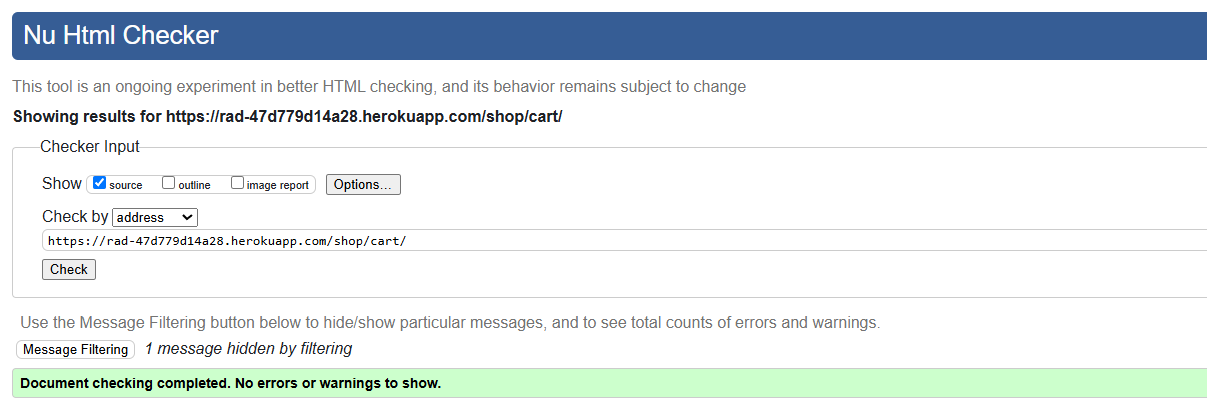 Nu Html Checker
This tool is an ongoing experiment in better HTML checking, and its behavior remains subject to change
Showing results for https://rad-47d779d14a28.herokuapp.com/shop/cart/
Checker Input
Show source outline image report Options...
Check by address
https://rad-47d779d14a28.herokuapp.com/shop/cart/
Check
Use the Message Filtering button below to hide/show particular messages, and to see total counts of errors and warnings.
Message Filtering 1 message hidden by filtering
Document checking completed. No errors or warnings to show.